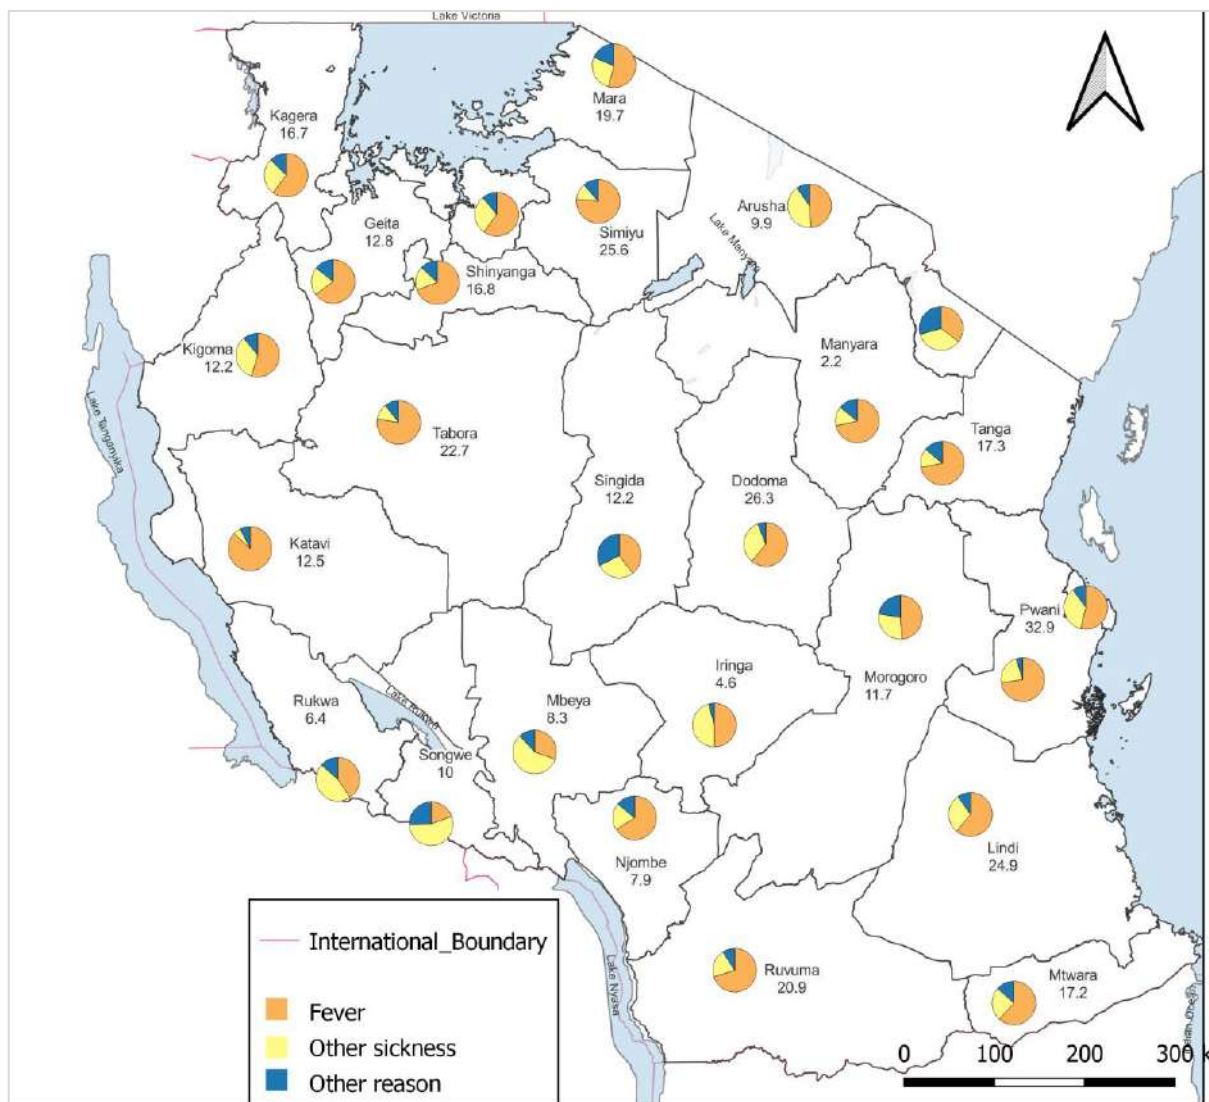 Lake Victoria
Mara
19.7
Kagera
16.7
Arusha
9.9
Geita
12.8
Simiyu
25.6
Lake Manyara
Shinyanga
16.8
Kigoma
12.2
Manyara
2.2
Lake Tanganyika
Tabora
22.7
Tanga
17.3
Singida
12.2
Dodoma
26.3
Katavi
12.5
Pwani
32.9
Iringa
4.6
Morogoro
11.7
Rukwa
6.4
Lake Rukwa
Mbeya
8.3
Songwe
10
Lindi
24.9
Njombe
7.9
Lake Nyasa
Ruvuma
20.9
Mtwara
17.2
International_Boundary
Fever
Other sickness
Other reason
0 100 200 300